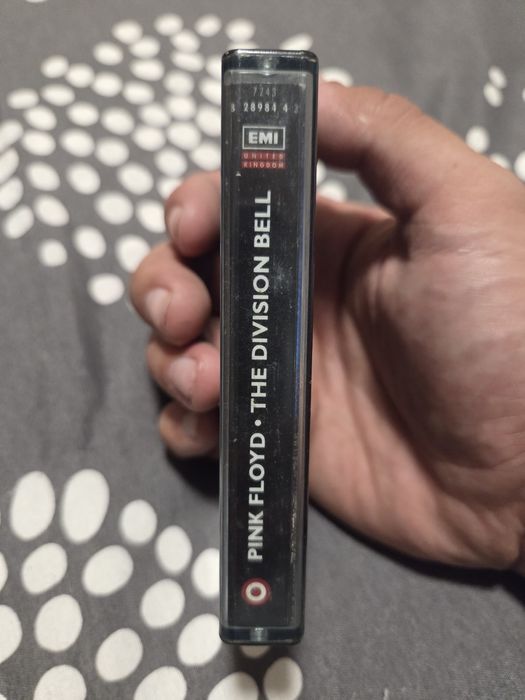 7243
8 28984 4 2
EMI
UNITED
KINGDOM
PINK FLOYD • THE DIVISION BELL